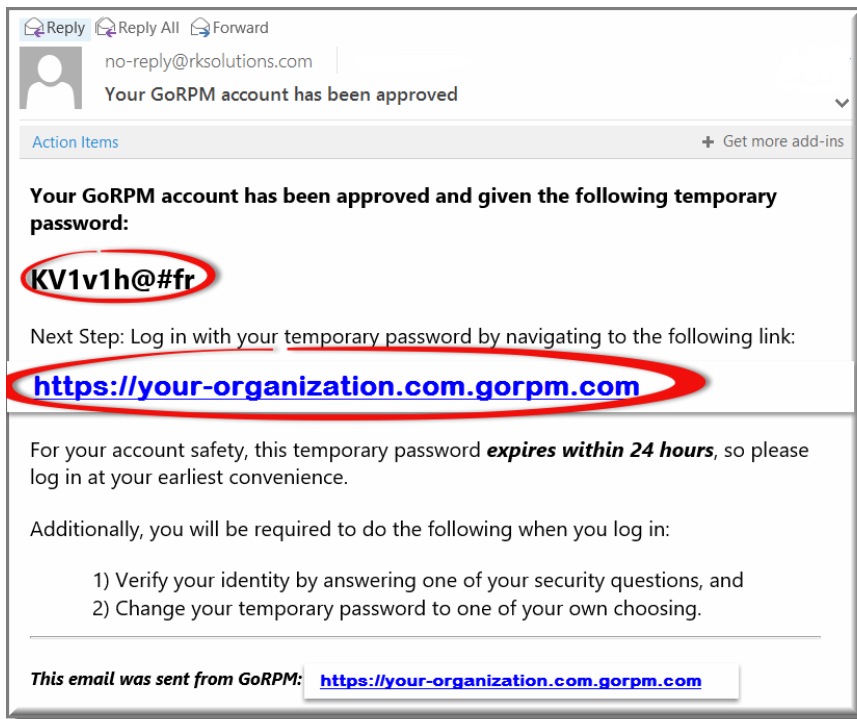 Reply Reply All Forward
no-reply@rksolutions.com
Your GoRPM account has been approved
Action Items + Get more add-ins
Your GoRPM account has been approved and given the following temporary
password:
KV1v1h@#fr
Next Step: Log in with your temporary password by navigating to the following link:
https://your-organization.com.gorpm.com
For your account safety, this temporary password expires within 24 hours, so please
log in at your earliest convenience.
Additionally, you will be required to do the following when you log in:
1) Verify your identity by answering one of your security questions, and
2) Change your temporary password to one of your own choosing.
This email was sent from GoRPM: https://your-organization.com.gorpm.com